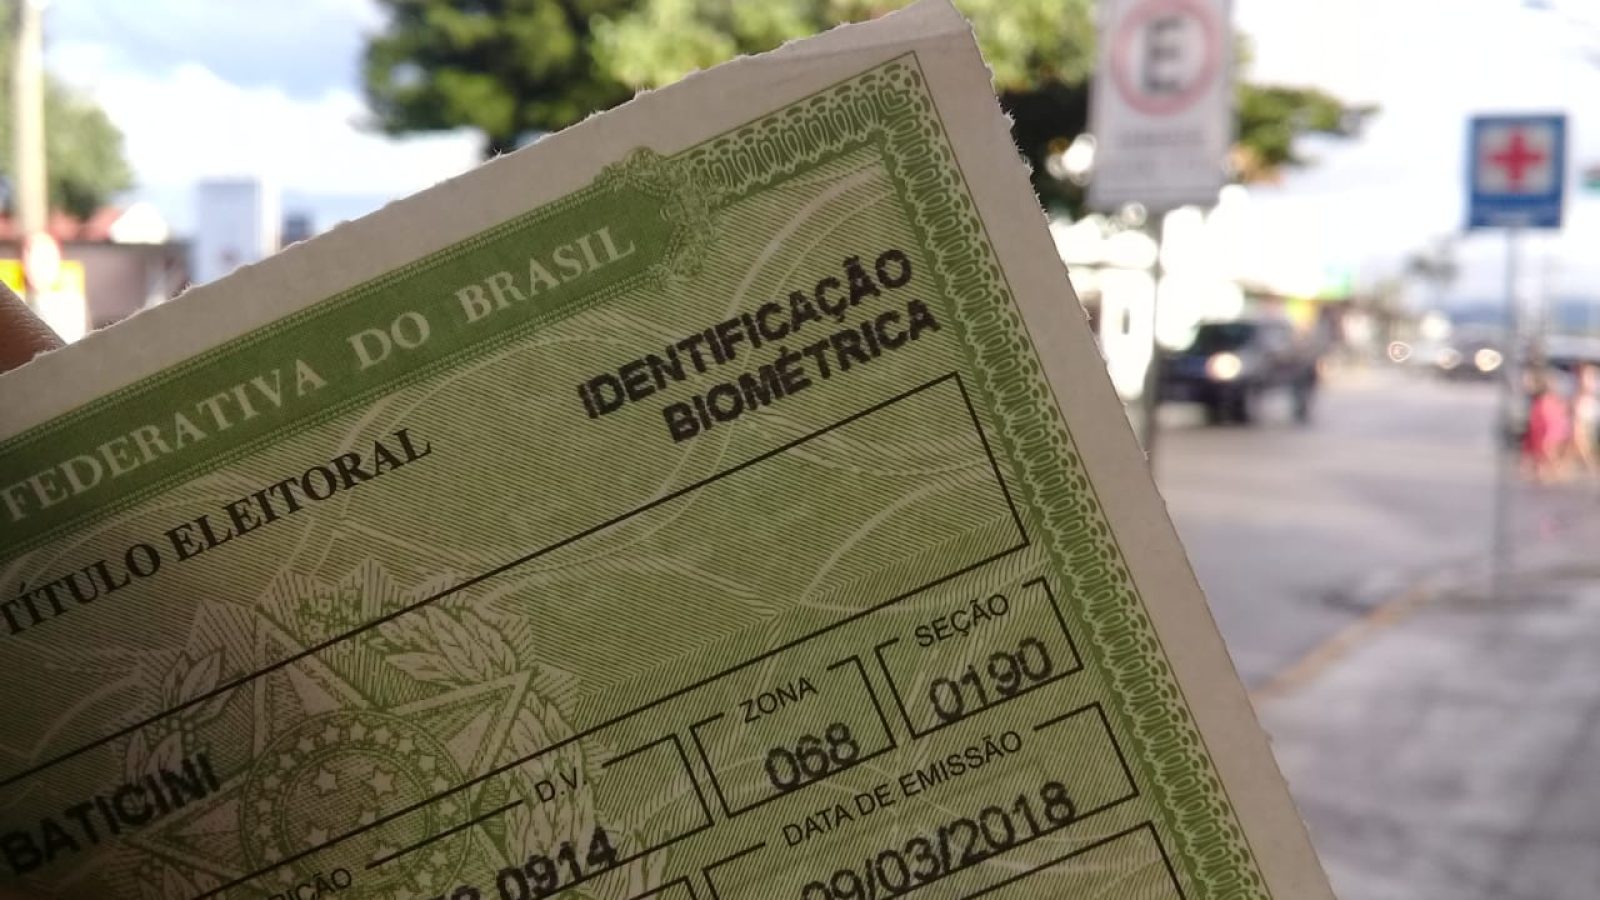 E
FEDERATIVA DO BRASIL
TÍTULO ELEITORAL
IDENTIFICAÇÃO
BIOMÉTRICA
BATICINI
D.V.
0914
ZONA
068
SEÇÃO
0190
DATA DE EMISSÃO
09/03/2018